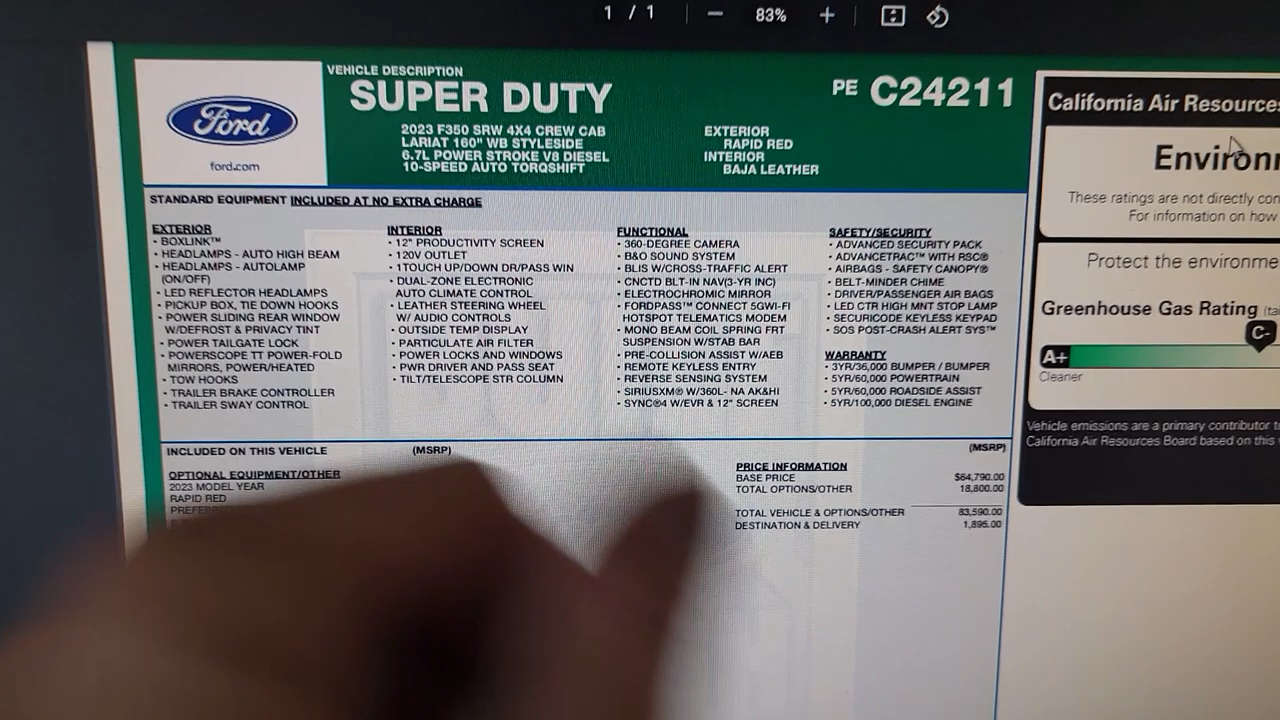 1 / 1
83%
Ford
ford.com
VEHICLE DESCRIPTION
SUPER DUTY
2023 F350 SRW 4X4 CREW CAB
LARIAT 160" WB STYLESIDE
6.7L POWER STROKE V8 DIESEL
10-SPEED AUTO TORQSHIFT
EXTERIOR
RAPID RED
INTERIOR
BAJA LEATHER
PE C24211
STANDARD EQUIPMENT INCLUDED AT NO EXTRA CHARGE
EXTERIOR
• BOXLINK™
• HEADLAMPS - AUTO HIGH BEAM
• HEADLAMPS - AUTOLAMP
(ON/OFF)
• LED REFLECTOR HEADLAMPS
• PICKUP BOX, TIE DOWN HOOKS
• POWER SLIDING REAR WINDOW
W/DEFROST & PRIVACY TINT
• POWER TAILGATE LOCK
• POWERSCOPE TT POWER-FOLD
MIRRORS, POWER/HEATED
• TOW HOOKS
• TRAILER BRAKE CONTROLLER
• TRAILER SWAY CONTROL
INTERIOR
• 12" PRODUCTIVITY SCREEN
• 120V OUTLET
• 1TOUCH UP/DOWN DR/PASS WIN
• DUAL-ZONE ELECTRONIC
AUTO CLIMATE CONTROL
• LEATHER STEERING WHEEL
W/ AUDIO CONTROLS
• OUTSIDE TEMP DISPLAY
• PARTICULATE AIR FILTER
• POWER LOCKS AND WINDOWS
• PWR DRIVER AND PASS SEAT
• TILT/TELESCOPE STR COLUMN
FUNCTIONAL
• 360-DEGREE CAMERA
• B&O SOUND SYSTEM
• BLIS W/CROSS-TRAFFIC ALERT
• CNCTD BLT-IN NAV(3-YR INC)
• ELECTROCHROMIC MIRROR
• FORDPASS™ CONNECT 5GWI-FI
HOTSPOT TELEMATICS MODEM
• MONO BEAM COIL SPRING FRT
SUSPENSION W/STAB BAR
• PRE-COLLISION ASSIST W/AEB
• REMOTE KEYLESS ENTRY
• REVERSE SENSING SYSTEM
• SIRIUSXM® W/360L- NA AK&HI
• SYNC®4 W/EVR & 12" SCREEN
SAFETY/SECURITY
• ADVANCED SECURITY PACK
• ADVANCETRAC™ WITH RSC®
• AIRBAGS - SAFETY CANOPY®
• BELT-MINDER CHIME
• DRIVER/PASSENGER AIR BAGS
• LED CTR HIGH MNT STOP LAMP
• SECURICODE KEYLESS KEYPAD
• SOS POST-CRASH ALERT SYS™
WARRANTY
• 3YR/36,000 BUMPER / BUMPER
• 5YR/60,000 POWERTRAIN
• 5YR/60,000 ROADSIDE ASSIST
• 5YR/100,000 DIESEL ENGINE
INCLUDED ON THIS VEHICLE (MSRP)
OPTIONAL EQUIPMENT/OTHER
2023 MODEL YEAR
RAPID RED
(MSRP)
PRICE INFORMATION
BASE PRICE $64,790.00
TOTAL OPTIONS/OTHER 18,800.00
TOTAL VEHICLE & OPTIONS/OTHER 83,590.00
DESTINATION & DELIVERY 1,895.00
California Air Resources
These ratings are not directly
For information on how
Protect the
Greenhouse Gas Rating
C-
A+
Cleaner
Vehicle emissions are a primary contributor
California Air Resources Board based on this